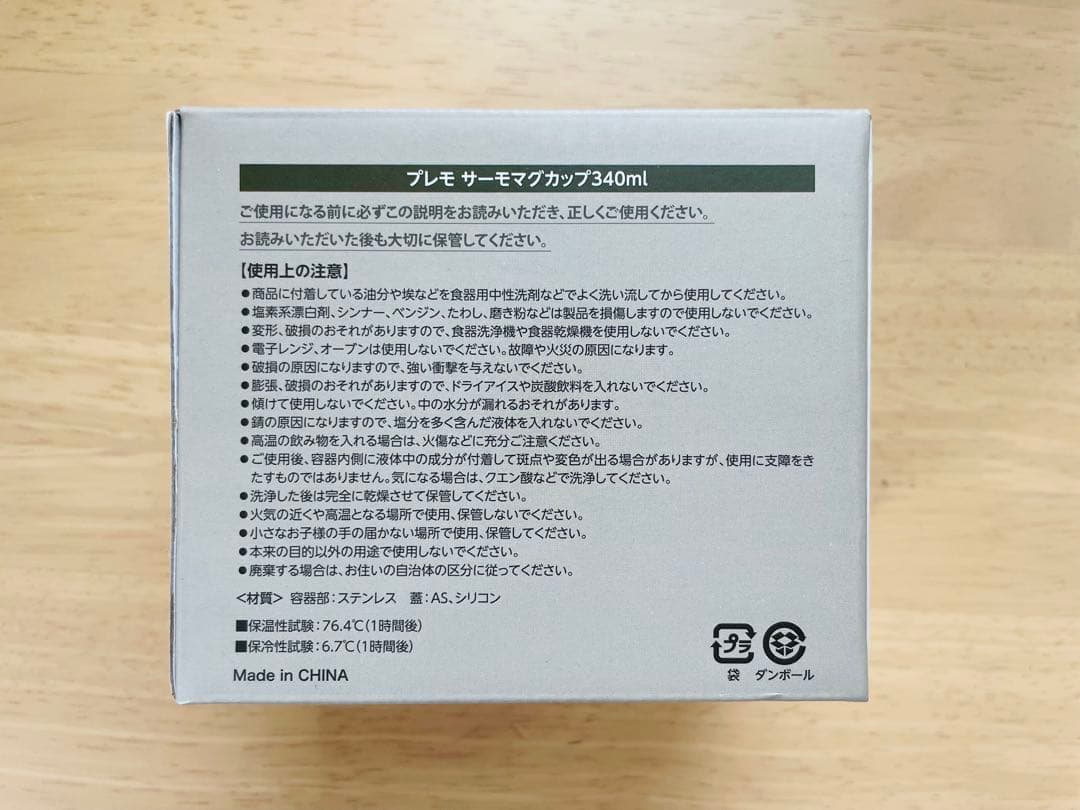 プレモ サーモマグカップ340ml
ご使用になる前に必ずこの説明をお読みいただき、正しくご使用ください。
お読みいただいた後も大切に保管してください。
【使用上の注意】
●商品に付着している油分や埃などを食器用中性洗剤などでよく洗い流してから使用してください。
●塩素系漂白剤、シンナー、ベンジン、たわし、磨き粉などは製品を損傷しますので使用しないでください。
●変形、破損のおそれがありますので、食器洗浄機や食器乾燥機を使用しないでください。
●電子レンジ、オーブンは使用しないでください。故障や火災の原因になります。
●破損の原因になりますので、強い衝撃を与えないでください。
●膨張、破損のおそれがありますので、ドライアイスや炭酸飲料を入れないでください。
●傾けて使用しないでください。中の水分が漏れるおそれがあります。
●錆の原因になりますので、塩分を多く含んだ液体を入れないでください。
●高温の飲み物を入れる場合は、火傷などに充分ご注意ください。
●ご使用後、容器内側に液体中の成分が付着して斑点や変色が出る場合がありますが、使用に支障をき
たすものではありません。気になる場合は、クエン酸などで洗浄してください。
●洗浄した後は完全に乾燥させて保管してください。
●火気の近くや高温となる場所で使用、保管しないでください。
●小さなお子様の手の届かない場所で使用、保管してください。
●本来の目的以外の用途で使用しないでください。
●廃棄する場合は、お住いの自治体の区分に従ってください。
<材質> 容器部：ステンレス　蓋：AS、シリコン
■保温性試験：76.4℃(1時間後)
■保冷性試験：6.7℃(1時間後)
Made in CHINA
プラ
袋 ダンボール